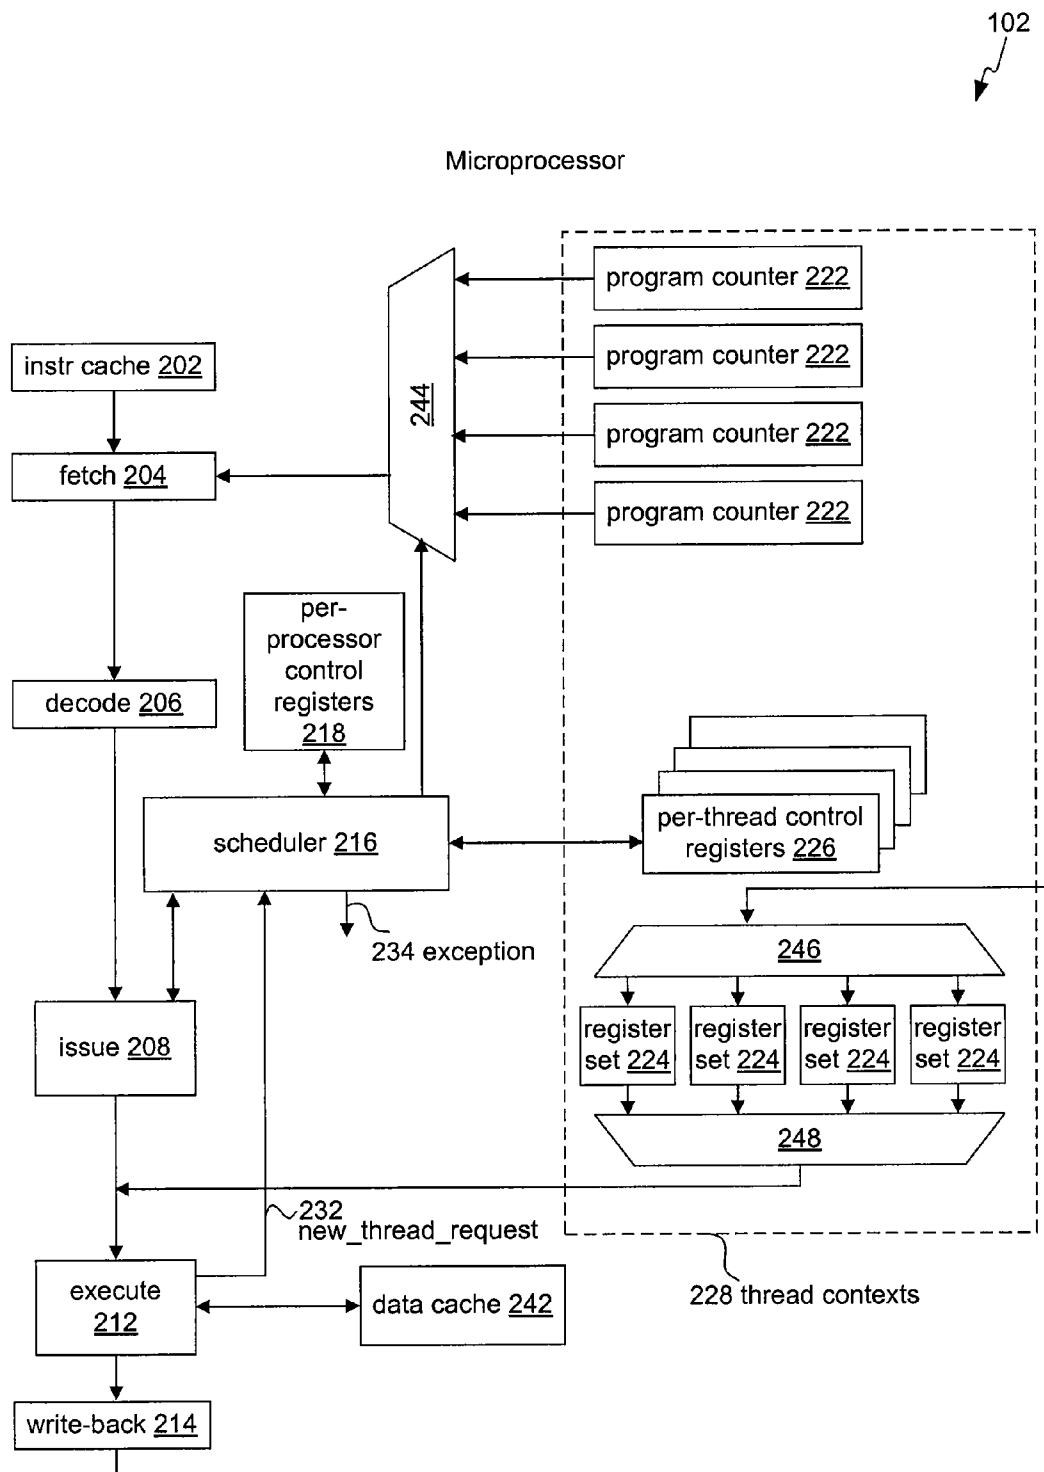 102
Microprocessor
program counter 222
program counter 222
program counter 222
program counter 222
244
instr cache 202
fetch 204
decode 206
per-
processor
control
registers
218
scheduler 216
per-thread control
registers 226
234 exception
246
register
set 224
register
set 224
register
set 224
register
set 224
248
issue 208
232
new_thread_request
execute
212
data cache 242
228 thread contexts
write-back 214